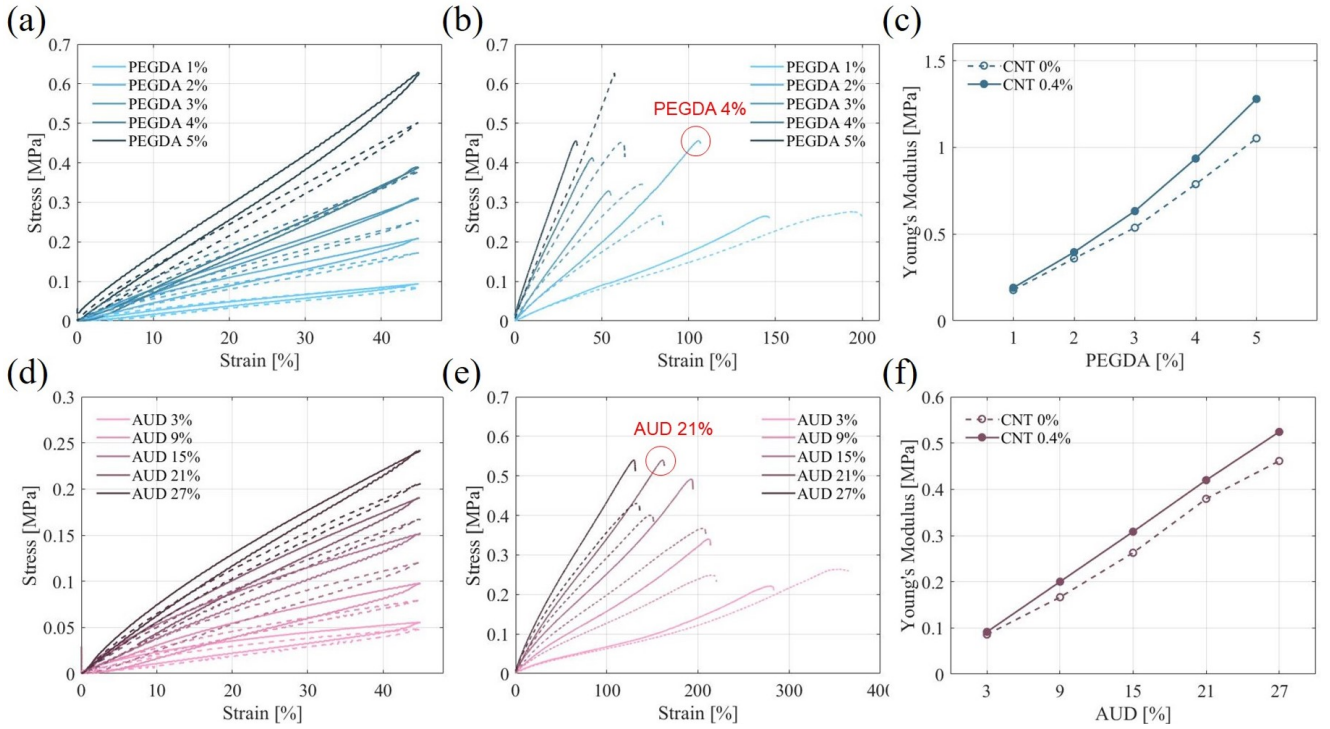 (a)
0.7
0.6
0.5
0.4
0.3
0.2
0.1
0
Stress [MPa]
PEGDA 1%
PEGDA 2%
PEGDA 3%
PEGDA 4%
PEGDA 5%
0 10 20 30 40
Strain [%]
(b)
0.7
0.6
0.5
0.4
0.3
0.2
0.1
0
Stress [MPa]
PEGDA 1%
PEGDA 2%
PEGDA 3%
PEGDA 4%
PEGDA 5%
PEGDA 4%
0 50 100 150 200
Strain [%]
(c)
1.5
1
0.5
0
Young's Modulus [MPa]
CNT 0%
CNT 0.4%
1 2 3 4 5
PEGDA [%]
(d)
0.3
0.25
0.2
0.15
0.1
0.05
0
Stress [MPa]
AUD 3%
AUD 9%
AUD 15%
AUD 21%
AUD 27%
0 10 20 30 40
Strain [%]
(e)
0.7
0.6
0.5
0.4
0.3
0.2
0.1
0
Stress [MPa]
AUD 21%
AUD 3%
AUD 9%
AUD 15%
AUD 21%
AUD 27%
0 100 200 300 400
Strain [%]
(f)
0.6
0.5
0.4
0.3
0.2
0.1
0
Young's Modulus [MPa]
CNT 0%
CNT 0.4%
3 9 15 21 27
AUD [%]